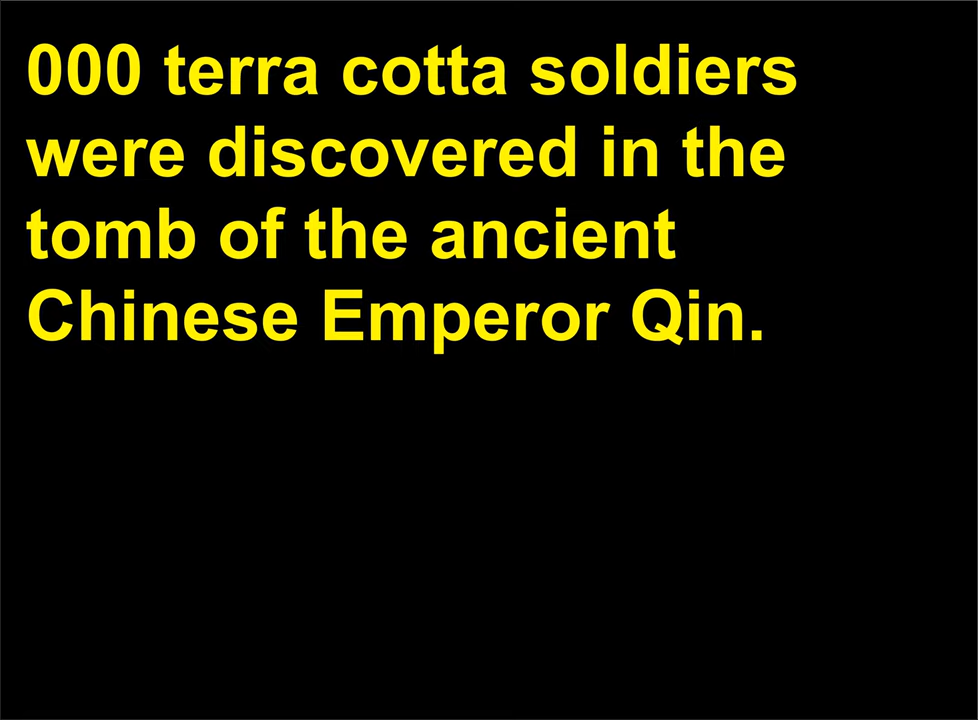 000 terra cotta soldiers
were discovered in the
tomb of the ancient
Chinese Emperor Qin.